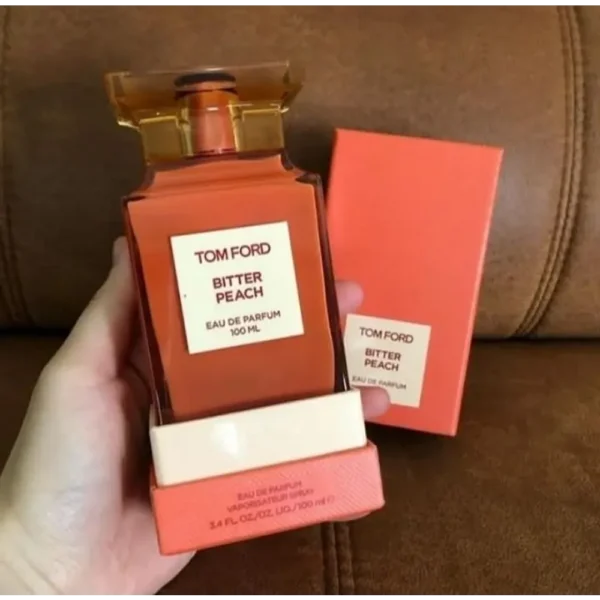 TOM FORD
BITTER
PEACH
EAU DE PARFUM
100 ML
EAU DE PARFUM
VAPORISATEUR SPRAY
3.4 FL.OZ/OZ. LIQ./100 ml ℮
TOM FORD
BITTER
PEACH
EAU DE PARFUM